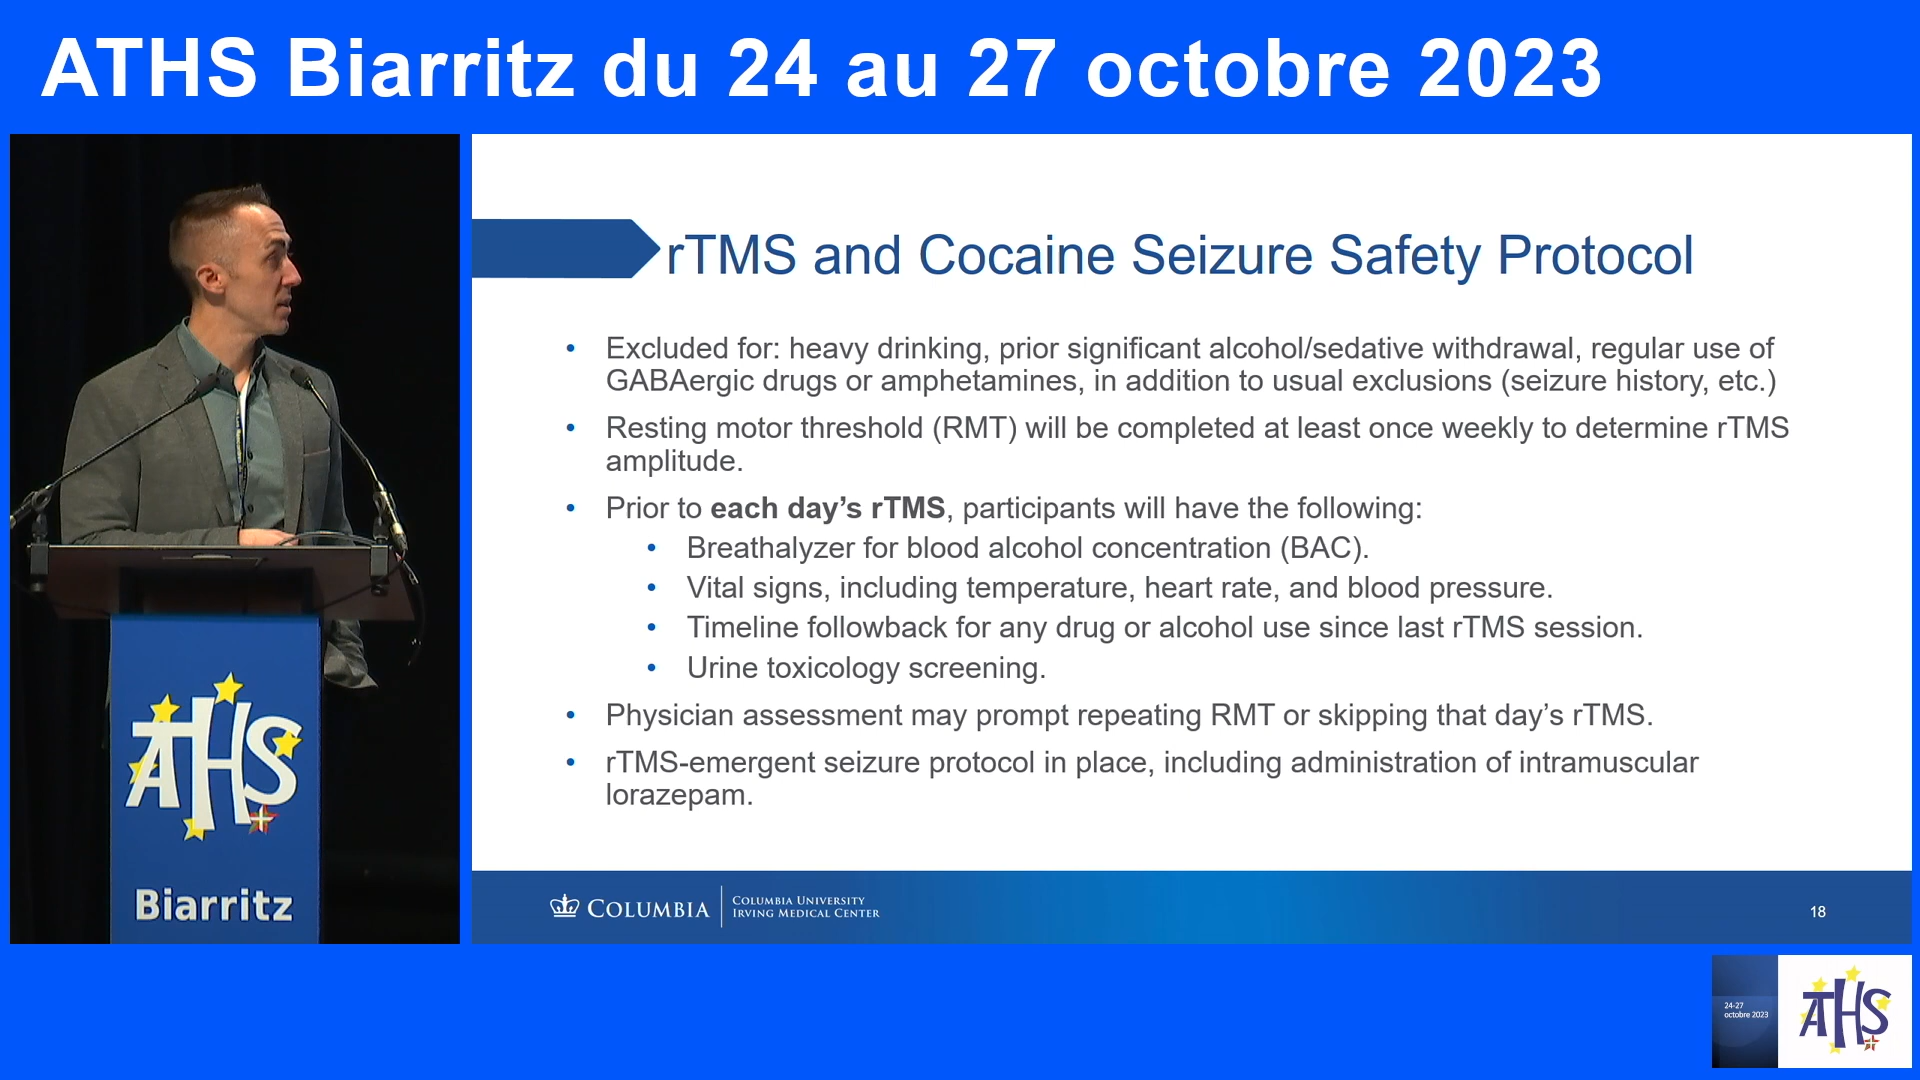 ATHS Biarritz du 24 au 27 octobre 2023
rTMS and Cocaine Seizure Safety Protocol
• Excluded for: heavy drinking, prior significant alcohol/sedative withdrawal, regular use of
GABAergic drugs or amphetamines, in addition to usual exclusions (seizure history, etc.)
• Resting motor threshold (RMT) will be completed at least once weekly to determine rTMS
amplitude.
• Prior to each day’s rTMS, participants will have the following:
• Breathalyzer for blood alcohol concentration (BAC).
• Vital signs, including temperature, heart rate, and blood pressure.
• Timeline followback for any drug or alcohol use since last rTMS session.
• Urine toxicology screening.
• Physician assessment may prompt repeating RMT or skipping that day’s rTMS.
• rTMS-emergent seizure protocol in place, including administration of intramuscular
lorazepam.
COLUMBIA
COLUMBIA UNIVERSITY
IRVING MEDICAL CENTER
18
ATHS
Biarritz
24-27
octobre 2023
ATHS